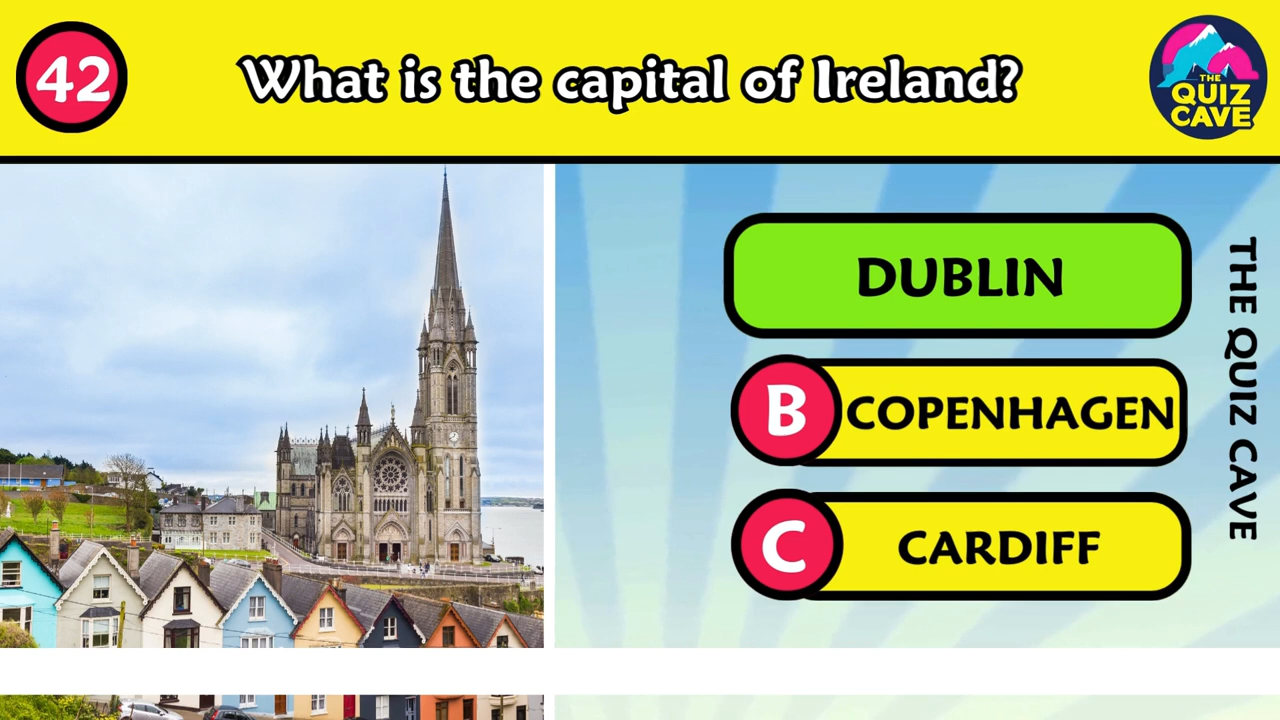 42
What is the capital of Ireland?
THE
QUIZ
CAVE
DUBLIN
B COPENHAGEN
C CARDIFF
THE QUIZ CAVE